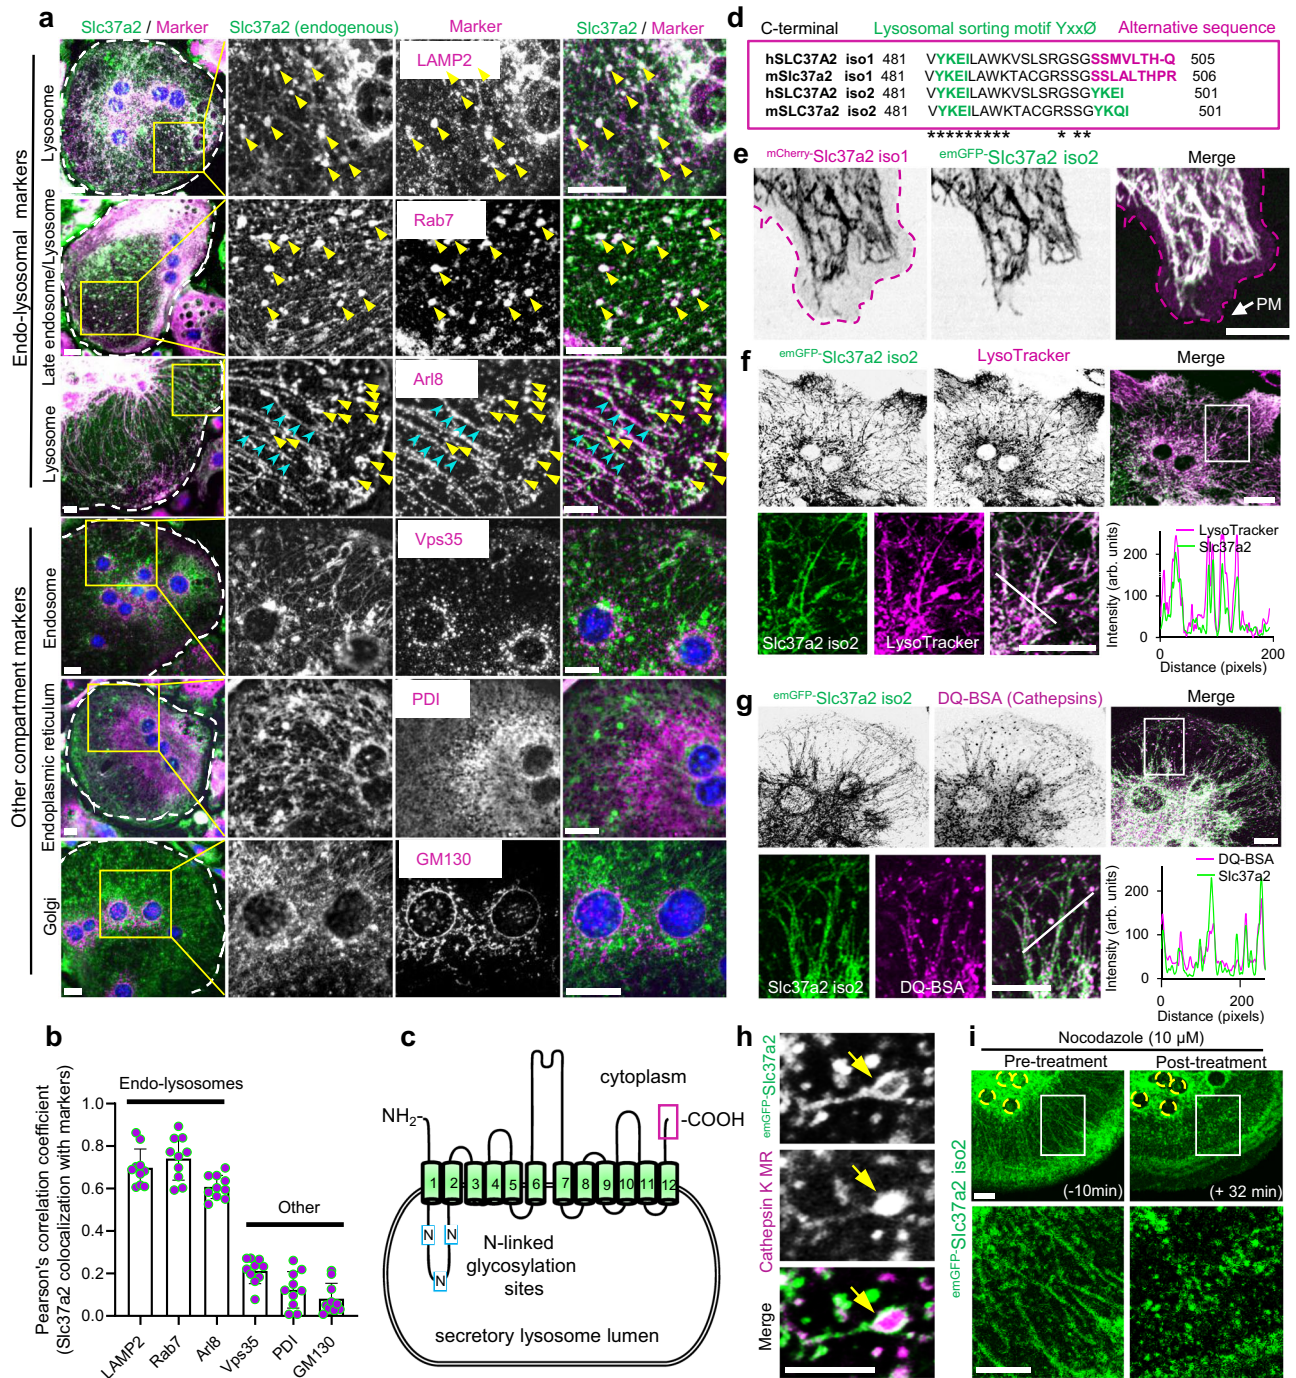 a
Slc37a2 / Marker
Slc37a2 (endogenous)
Marker
Slc37a2 / Marker
Endo-lysosomal markers
Other compartment markers
Lysosome
LAMP2
Late endosome/Lysosome
Rab7
Lysosome
Arl8
Endosome
Vps35
Endoplasmic reticulum
PDI
Golgi
GM130
b
Pearson's correlation coefficient
(Slc37a2 colocalization with markers)
Endo-lysosomes
Other
1.0
0.8
0.6
0.4
0.2
0.0
LAMP2
Rab7
Arl8
Vps35
PDI
GM130
c
cytoplasm
NH2-
-COOH
1 2 3 4 5 6 7 8 9 10 11 12
N
N
N
N-linked
glycosylation
sites
secretory lysosome lumen
d
C-terminal
Lysosomal sorting motif YxxØ
Alternative sequence
hSLC37A2 iso1 481 VYKEILAWKVSLSRGSGSSMVLTH-Q 505
mSlc37a2 iso1 481 VYKEILAWKTACGRSSGSSLALTHPR 506
hSLC37A2 iso2 481 VYKEILAWKVSLSRGSGYKEI 501
mSLC37a2 iso2 481 VYKEILAWKTACGRSSGYKQI 501
********* * **
e
mCherry-Slc37a2 iso1
emGFP-Slc37a2 iso2
Merge
PM
f
emGFP-Slc37a2 iso2
LysoTracker
Merge
Slc37a2 iso2
LysoTracker
Intensity (arb. units)
LysoTracker
Slc37a2
200
100
0
0
200
Distance (pixels)
g
emGFP-Slc37a2 iso2
DQ-BSA (Cathepsins)
Merge
Slc37a2 iso2
DQ-BSA
Intensity (arb. units)
DQ-BSA
Slc37a2
200
100
0
0
200
Distance (pixels)
h
emGFP-Slc37a2
Cathepsin K MR
Merge
i
Nocodazole (10 µM)
Pre-treatment
Post-treatment
emGFP-Slc37a2 iso2
(-10min)
(+ 32 min)